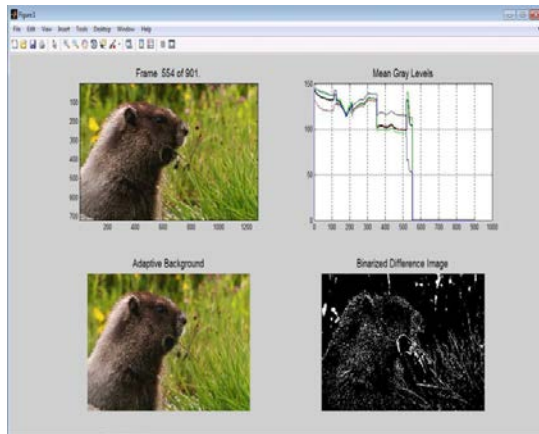 Figure 1
File Edit View Insert Tools Desktop Window Help
Frame 554 of 901.
100
200
300
400
500
600
700
200 400 600 800 1000 1200
Mean Gray Levels
150
100
50
0
0 100 200 300 400 500 600 700 800 900 1000
Adaptive Background
Binarized Difference Image